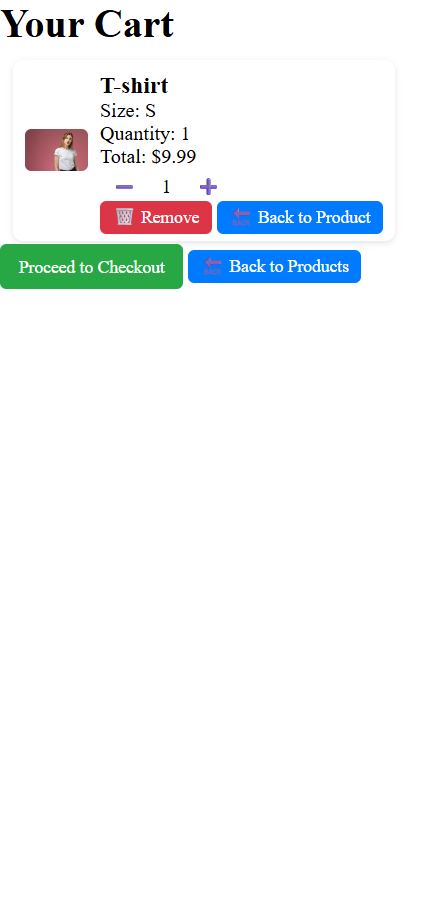 Your Cart
T-shirt
Size: S
Quantity: 1
Total: $9.99
➖ 1 ➕
🗑️ Remove 🔙 Back to Product
Proceed to Checkout 🔙 Back to Products